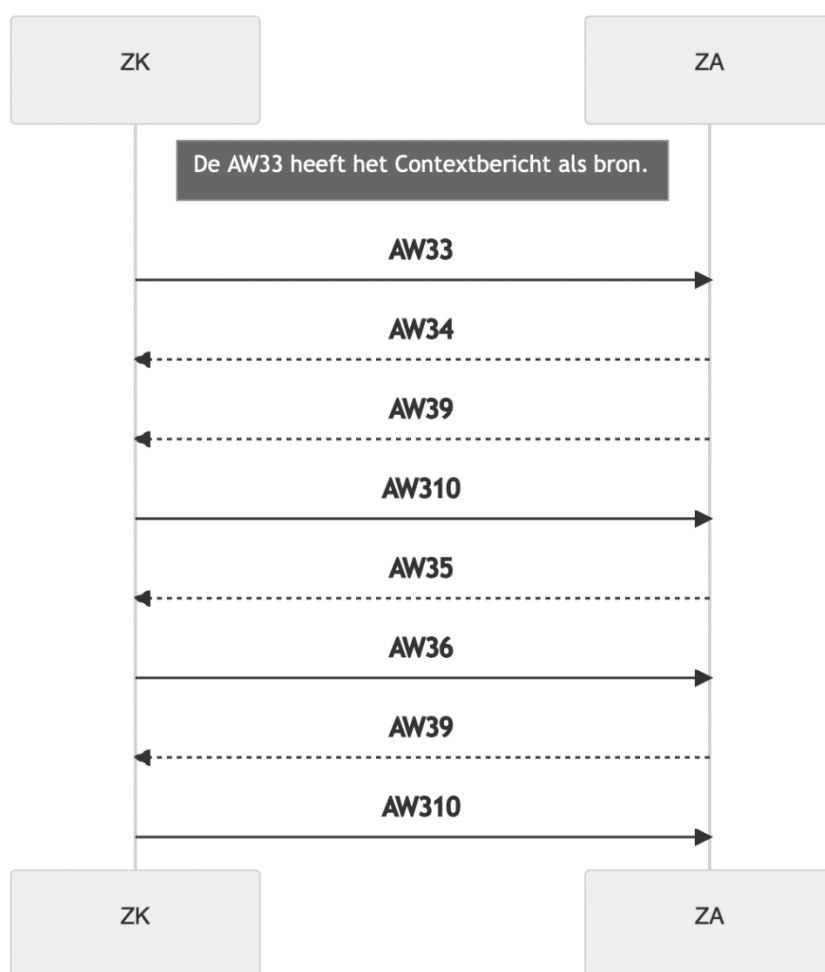 ZK
ZA
De AW33 heeft het Contextbericht als bron.
AW33
AW34
AW39
AW310
AW35
AW36
AW39
AW310
ZK
ZA